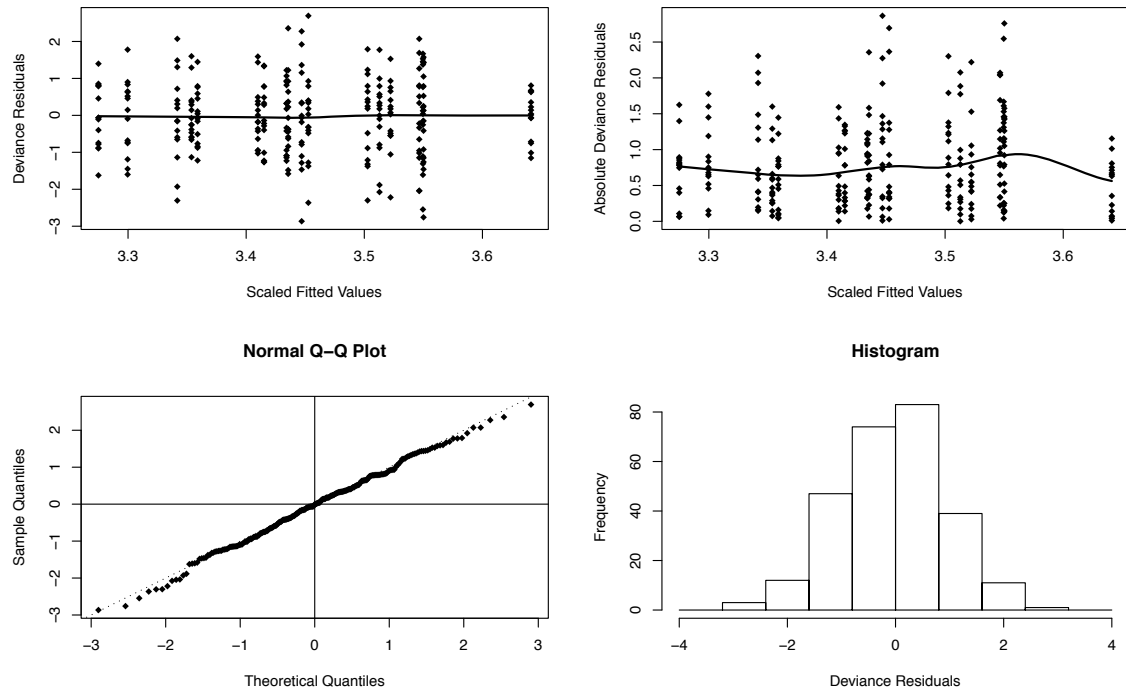 Deviance Residuals
−3 −2 −1 0 1 2
3.3 3.4 3.5 3.6
Scaled Fitted Values
Absolute Deviance Residuals
0.0 0.5 1.0 1.5 2.0 2.5
3.3 3.4 3.5 3.6
Scaled Fitted Values
Normal Q−Q Plot
Sample Quantiles
−3 −2 −1 0 1 2
−3 −2 −1 0 1 2 3
Theoretical Quantiles
Histogram
Frequency
0 20 40 60 80
−4 −2 0 2 4
Deviance Residuals